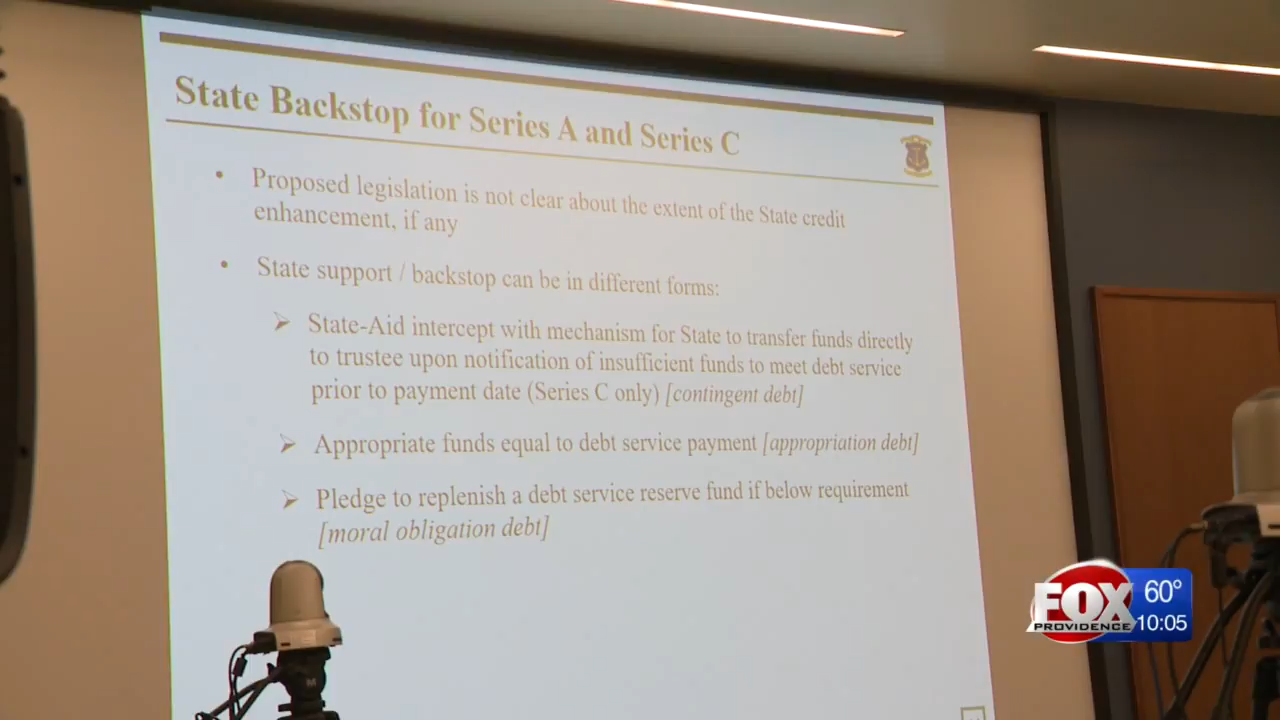 State Backstop for Series A and Series C
• Proposed legislation is not clear about the extent of the State credit
enhancement, if any
• State support / backstop can be in different forms:
➢ State-Aid intercept with mechanism for State to transfer funds directly
to trustee upon notification of insufficient funds to meet debt service
prior to payment date (Series C only) [contingent debt]
➢ Appropriate funds equal to debt service payment [appropriation debt]
➢ Pledge to replenish a debt service reserve fund if below requirement
[moral obligation debt]
M
FOX
PROVIDENCE
60°
10:05